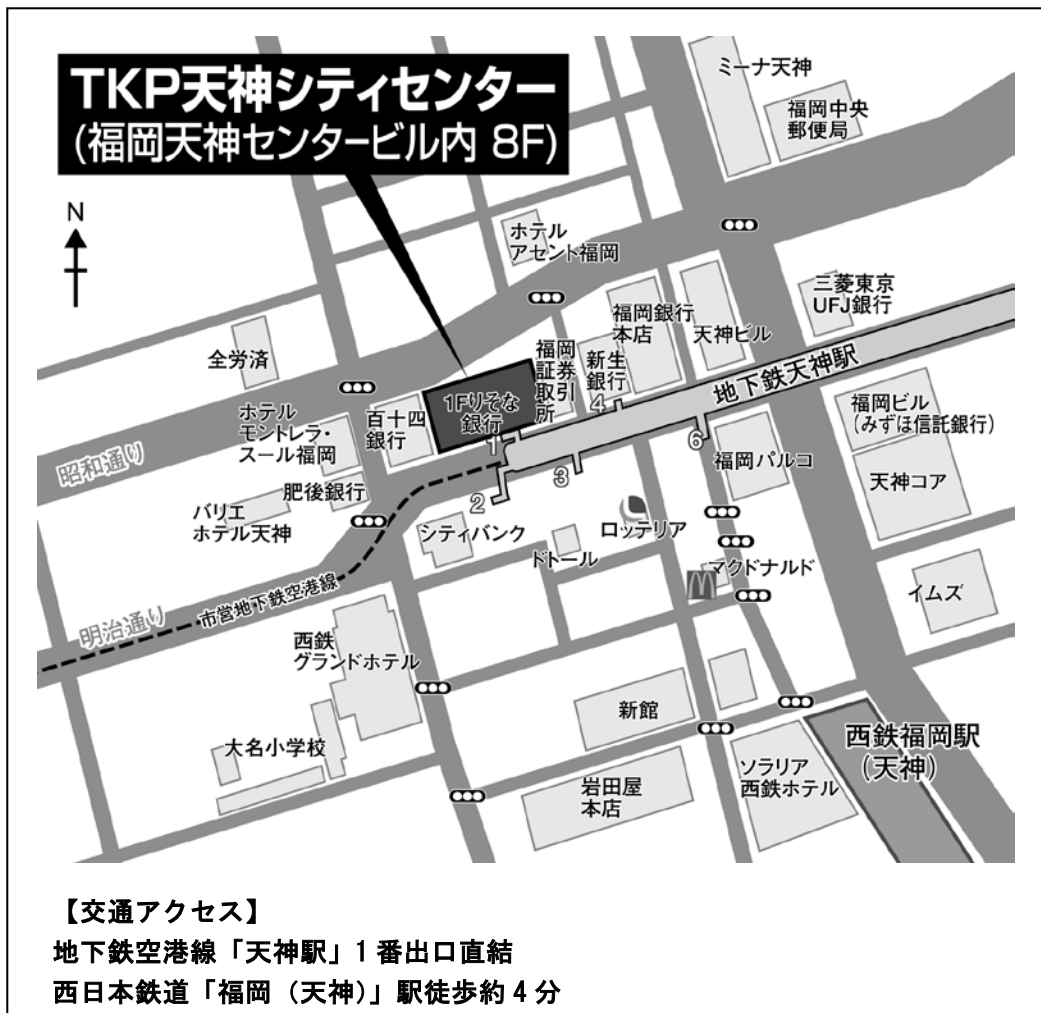 TKP天神シティセンター
(福岡天神センタービル内 8F)
N
ミーナ天神
福岡中央
郵便局
ホテル
アセント福岡
三菱東京
UFJ銀行
福岡銀行
本店
天神ビル
新生
銀行
福岡
証券
取引
所
全労済
1Fりそな
銀行
百十四
銀行
ホテル
モントレラ・
スール福岡
昭和通り
地下鉄天神駅
1
2
3
4
6
福岡ビル
(みずほ信託銀行)
福岡パルコ
天神コア
肥後銀行
バリエ
ホテル天神
シティバンク
ドトール
ロッテリア
マクドナルド
イムズ
市営地下鉄空港線
明治通り
西鉄
グランドホテル
大名小学校
新館
岩田屋
本店
ソラリア
西鉄ホテル
西鉄福岡駅
(天神)
【交通アクセス】
地下鉄空港線「天神駅」1番出口直結
西日本鉄道「福岡（天神）」駅徒歩約4分